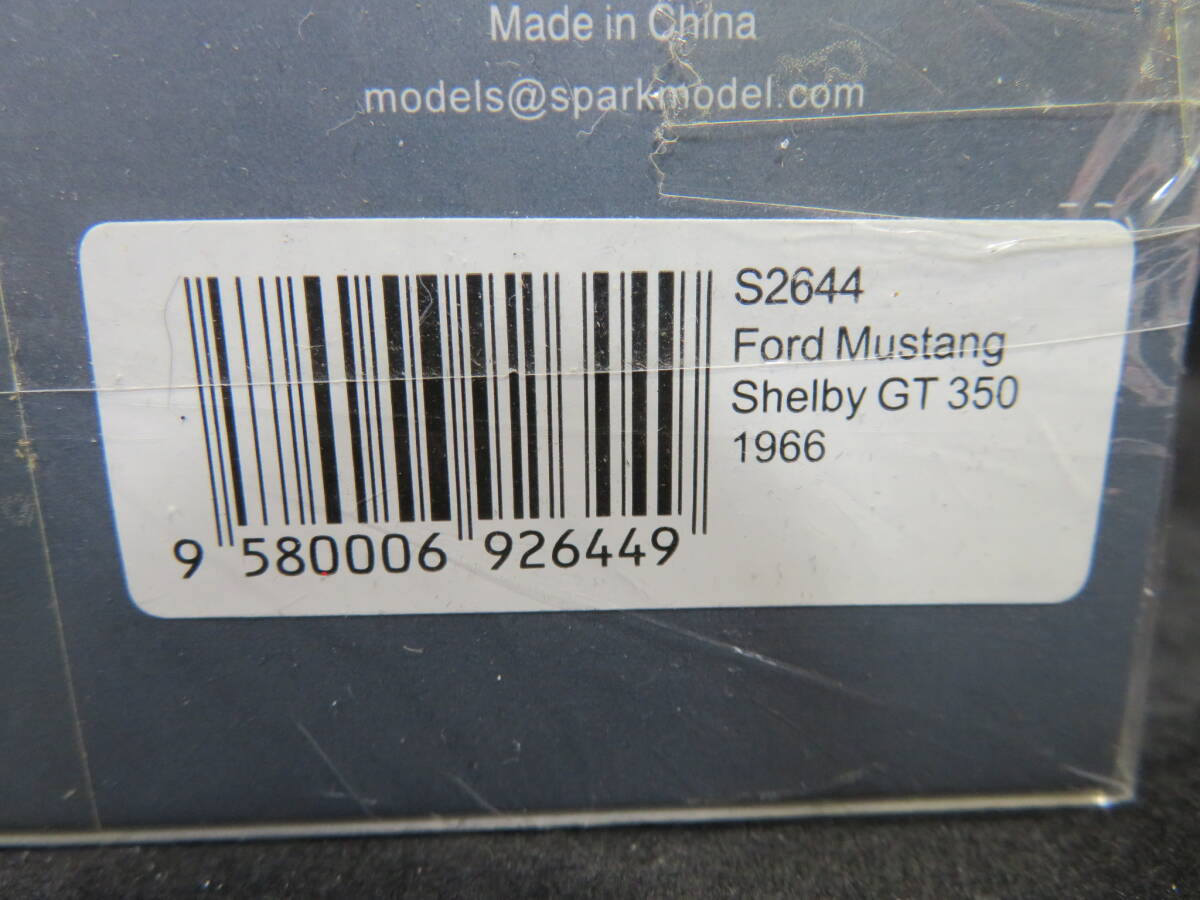 Made in China
models@sparkmodel.com
S2644
Ford Mustang
Shelby GT 350
1966
9 580006 926449